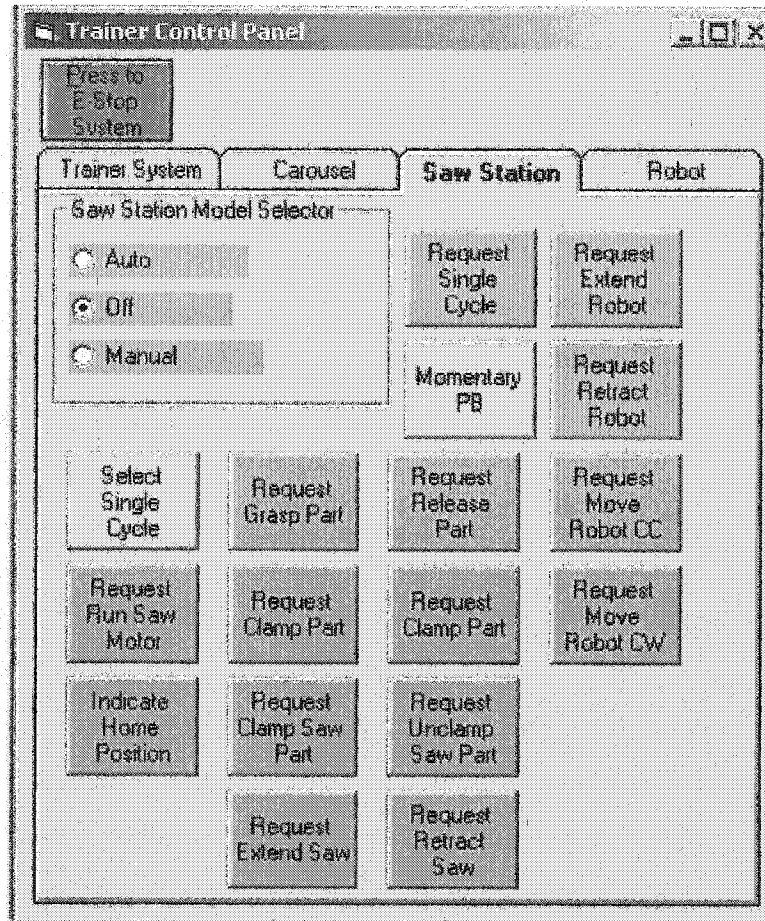 Trainer Control Panel
Press to
E-Stop
System
Trainer System
Carousel
Saw Station
Robot
Saw Station Model Selector
Auto
Off
Manual
Request
Single
Cycle
Request
Extend
Robot
Momentary
PB
Request
Retract
Robot
Select
Single
Cycle
Request
Grasp Part
Request
Release
Part
Request
Move
Robot CC
Request
Run Saw
Motor
Request
Clamp Part
Request
Clamp Part
Request
Move
Robot CW
Indicate
Home
Position
Request
Clamp Saw
Part
Request
Unclamp
Saw Part
Request
Extend Saw
Request
Retract
Saw